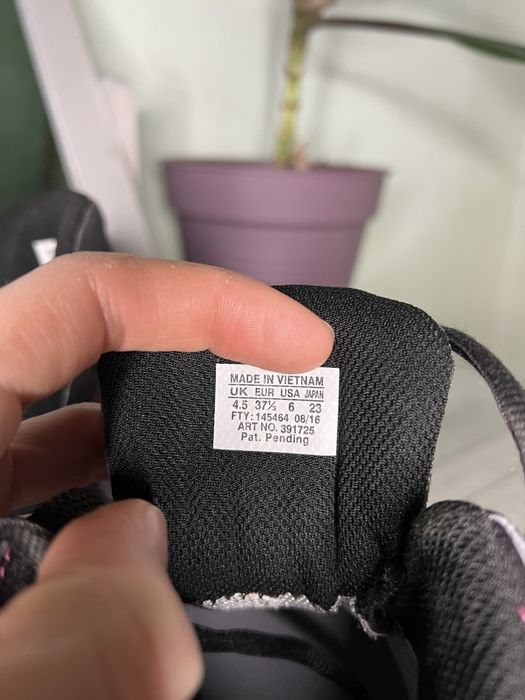 MADE IN VIETNAM
UK EUR USA JAPAN
4.5 37⅓ 6 23
FTY: 145464 08/16
ART NO. 391725
Pat. Pending